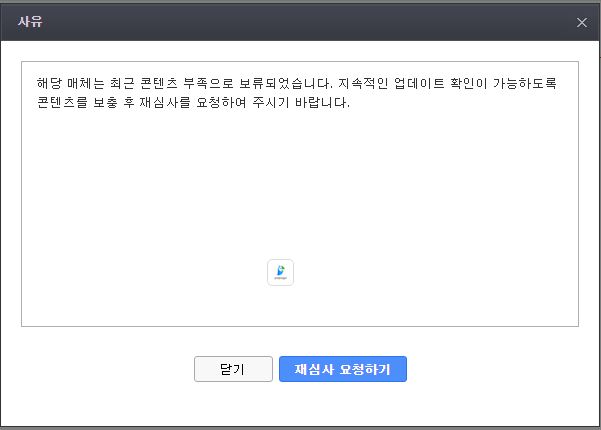 사유
해당 매체는 최근 콘텐츠 부족으로 보류되었습니다. 지속적인 업데이트 확인이 가능하도록
콘텐츠를 보충 후 재심사를 요청하여 주시기 바랍니다.
닫기
재심사 요청하기